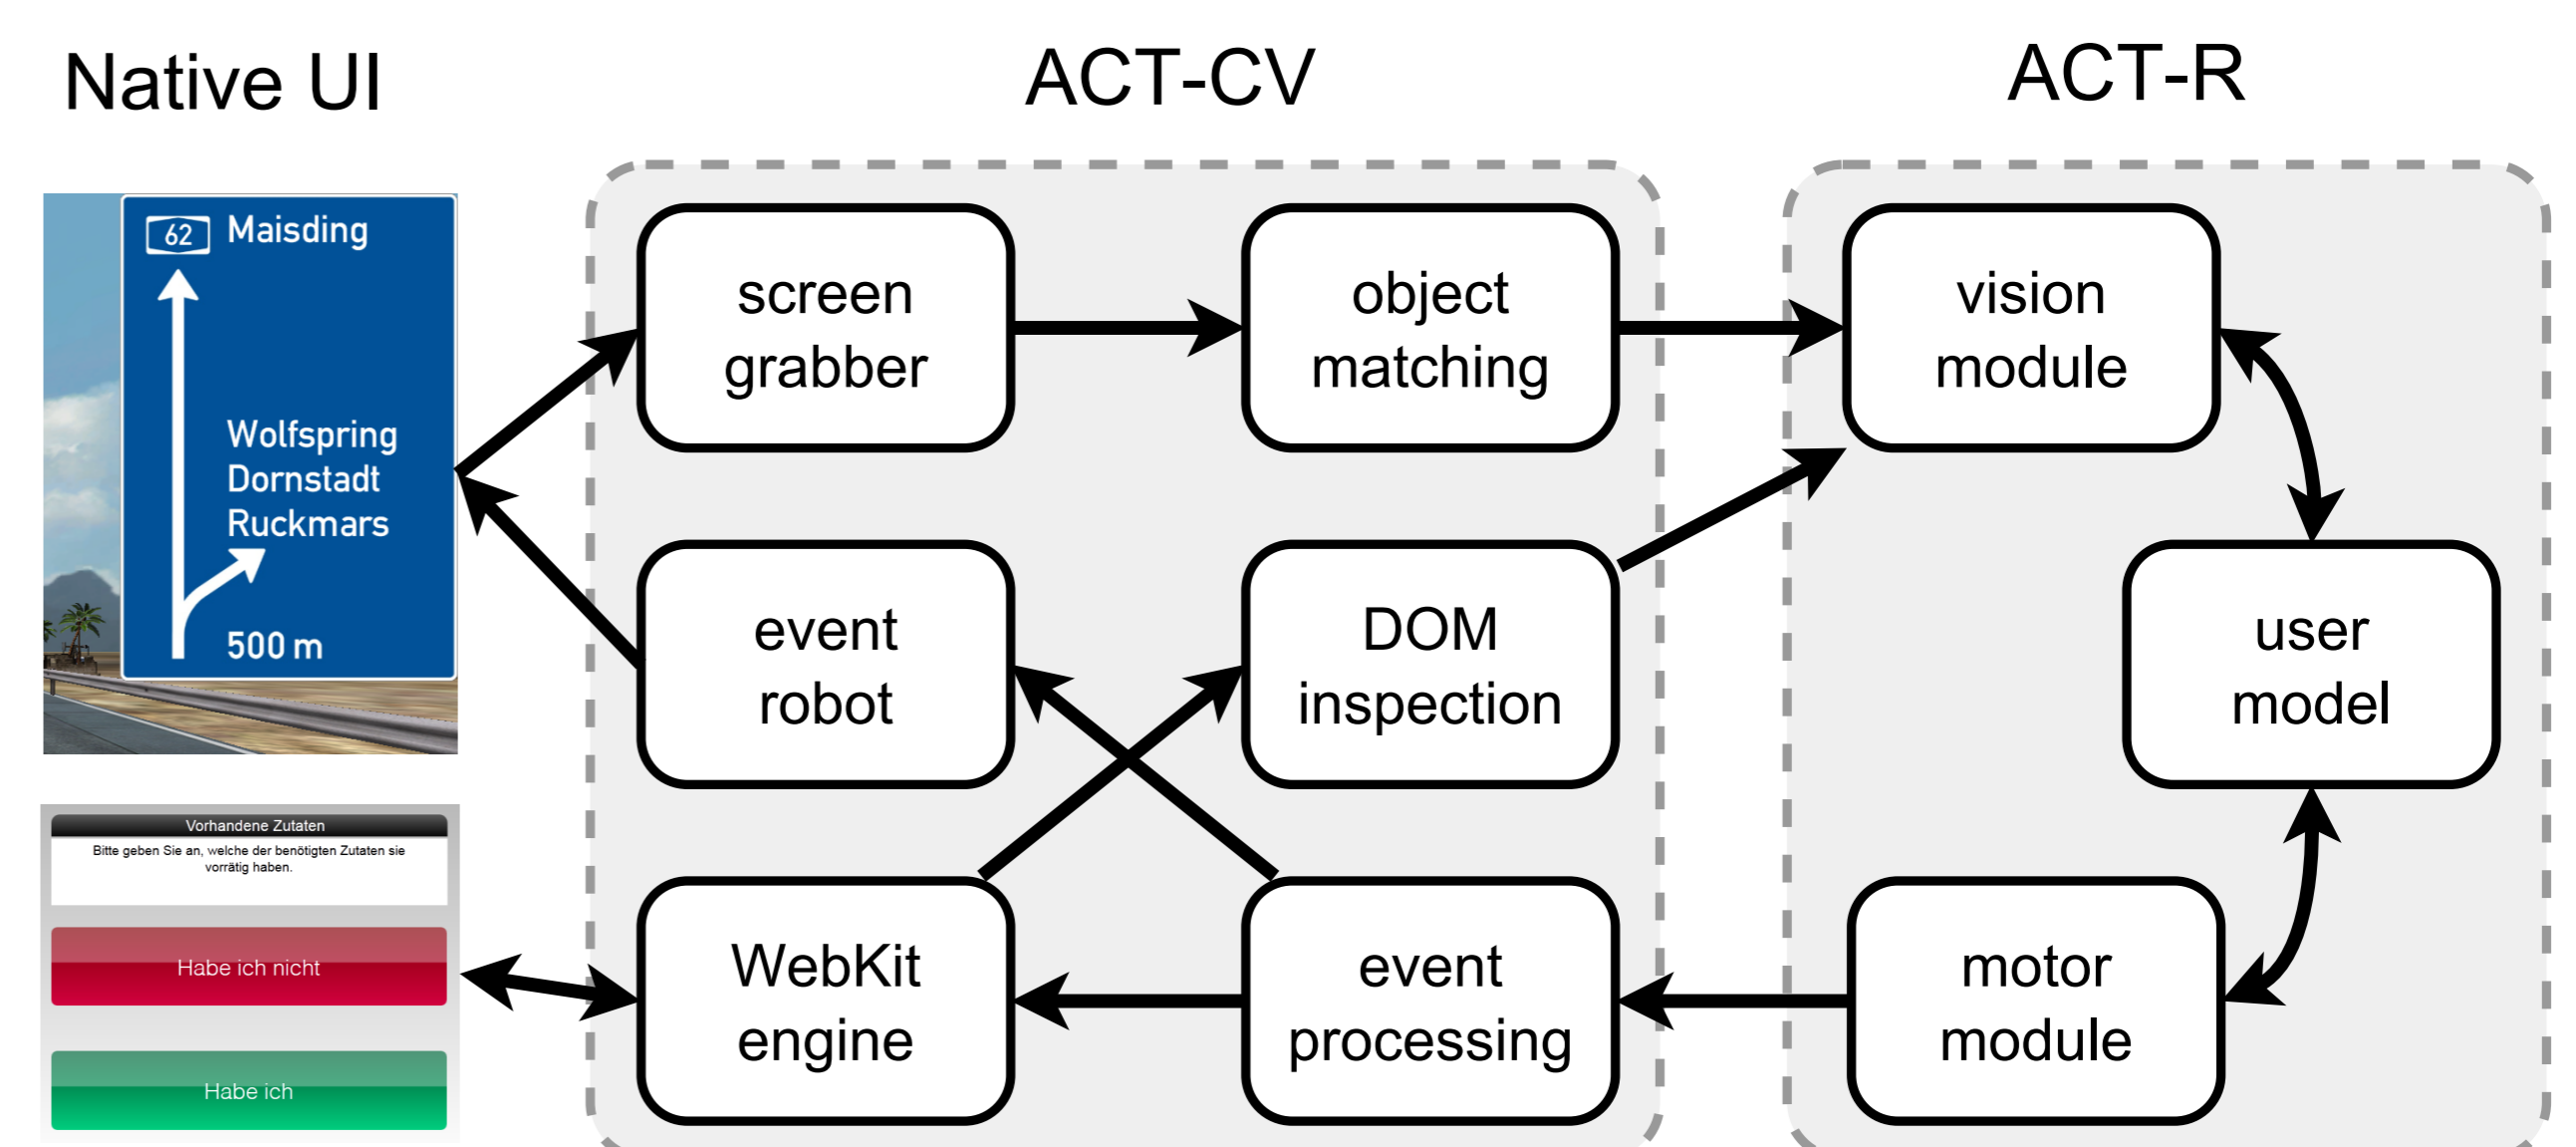 Native UI
ACT-CV
ACT-R
62 Maisding
Wolfspring
Dornstadt
Ruckmars
500 m
screen
grabber
object
matching
vision
module
event
robot
DOM
inspection
user
model
Vorhandene Zutaten
Bitte geben Sie an, welche der benötigten Zutaten sie
vorrätig haben.
Habe ich nicht
Habe ich
WebKit
engine
event
processing
motor
module